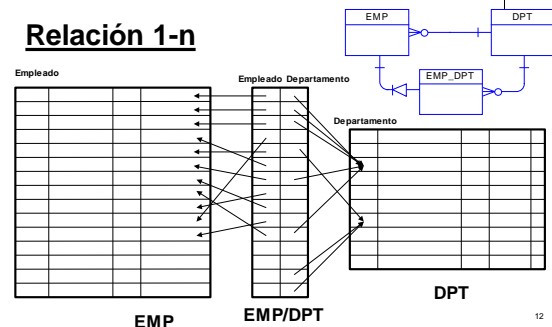 Relación 1-n
EMP
DPT
EMP_DPT
Empleado
Empleado Departamento
Departamento
EMP
EMP/DPT
DPT
12